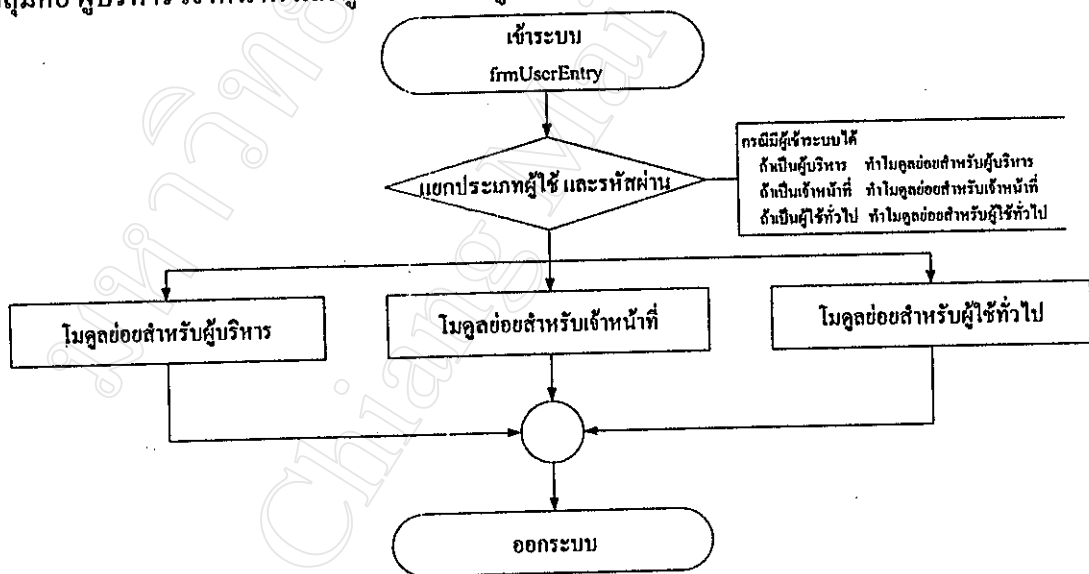 ผู้บริหาร
เข้าระบบ
frmUserEntry
แยกประเภทผู้ใช้ และรหัสผ่าน
กรณีมีผู้เข้าระบบได้
ถ้าเป็นผู้บริหาร ทำโมดูลย่อยสำหรับผู้บริหาร
ถ้าเป็นเจ้าหน้าที่ ทำโมดูลย่อยสำหรับเจ้าหน้าที่
ถ้าเป็นผู้ใช้ทั่วไป ทำโมดูลย่อยสำหรับผู้ใช้ทั่วไป
โมดูลย่อยสำหรับผู้บริหาร
โมดูลย่อยสำหรับเจ้าหน้าที่
โมดูลย่อยสำหรับผู้ใช้ทั่วไป
ออกระบบ
Chiang Mai